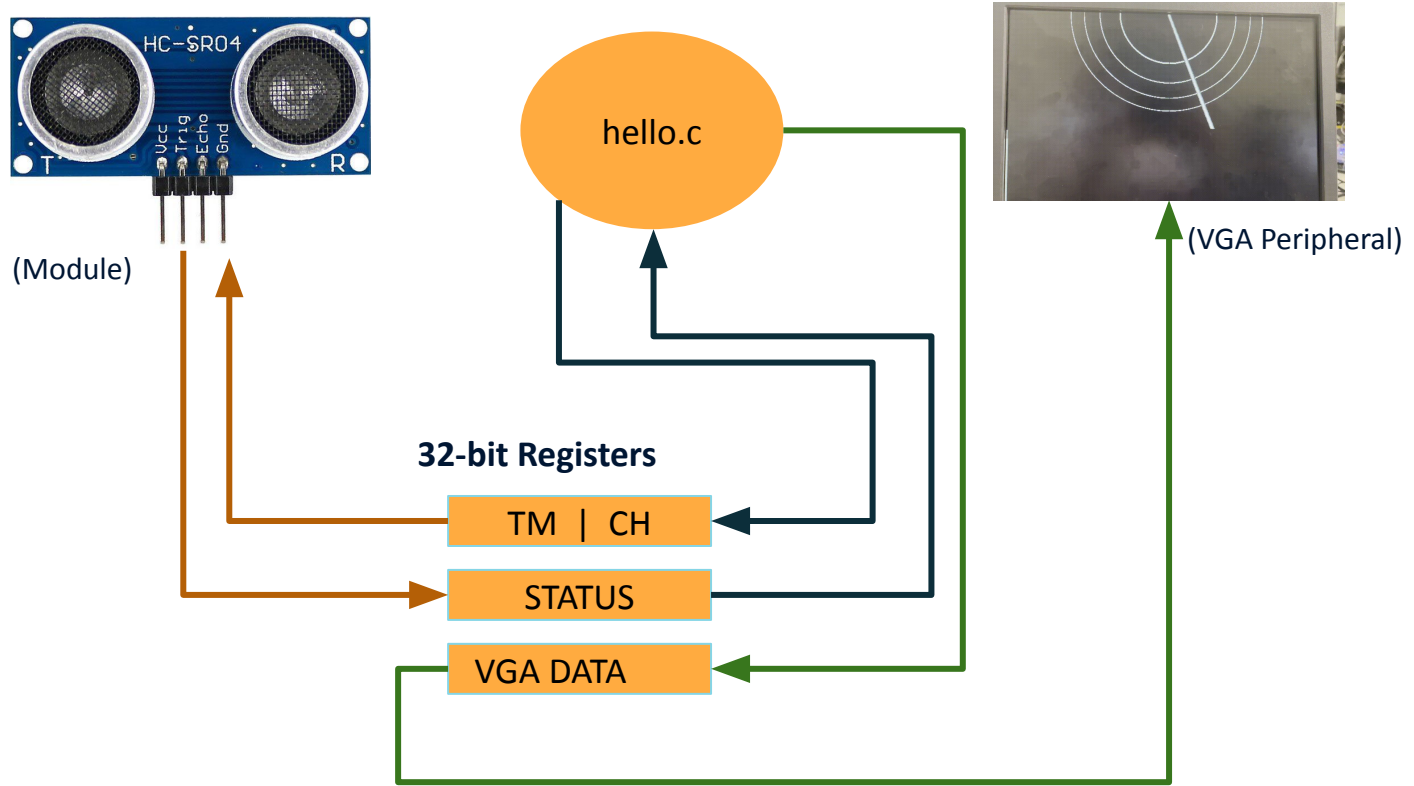 HC-SR04
Vcc
Trig
Echo
Gnd
T
R
(Module)
hello.c
(VGA Peripheral)
32-bit Registers
TM | CH
STATUS
VGA DATA